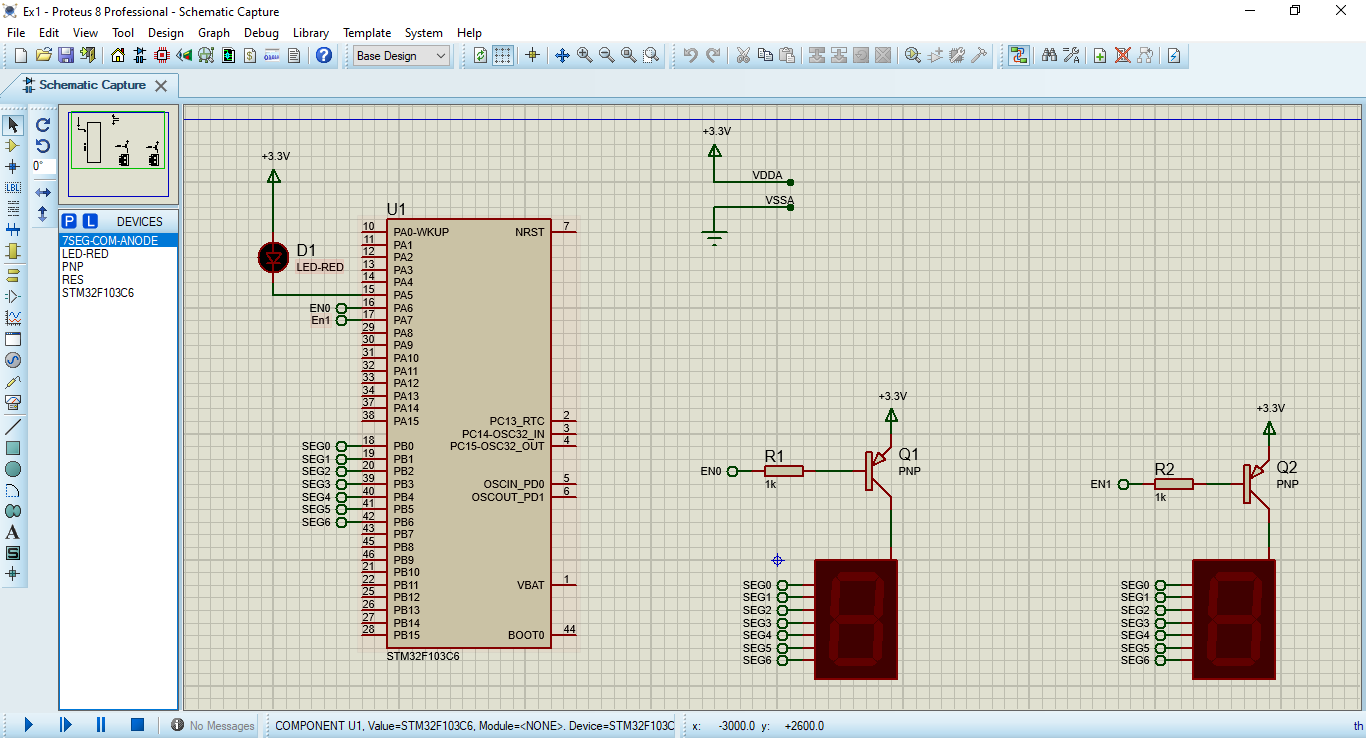 Ex1 - Proteus 8 Professional - Schematic Capture
File Edit View Tool Design Graph Debug Library Template System Help
Base Design
Schematic Capture
0°
P L DEVICES
7SEG-COM-ANODE
LED-RED
PNP
RES
STM32F103C6
+3.3V
D1
LED-RED
EN0
En1
SEG0
SEG1
SEG2
SEG3
SEG4
SEG5
SEG6
U1
10 PA0-WKUP
11 PA1
12 PA2
13 PA3
14 PA4
15 PA5
16 PA6
17 PA7
29 PA8
30 PA9
31 PA10
32 PA11
33 PA12
34 PA13
37 PA14
38 PA15
18 PB0
19 PB1
20 PB2
39 PB3
40 PB4
41 PB5
42 PB6
43 PB7
45 PB8
46 PB9
21 PB10
22 PB11
25 PB12
26 PB13
27 PB14
28 PB15
NRST 7
PC13_RTC 2
PC14-OSC32_IN 3
PC15-OSC32_OUT 4
OSCIN_PD0 5
OSCOUT_PD1 6
VBAT 1
BOOT0 44
STM32F103C6
+3.3V
VDDA
VSSA
+3.3V
EN0
R1
1k
Q1
PNP
SEG0
SEG1
SEG2
SEG3
SEG4
SEG5
SEG6
+3.3V
EN1
R2
1k
Q2
PNP
SEG0
SEG1
SEG2
SEG3
SEG4
SEG5
SEG6
LBL
A
S
No Messages
COMPONENT U1, Value=STM32F103C6, Module=<NONE>. Device=STM32F103C
x: -3000.0 y: +2600.0
th